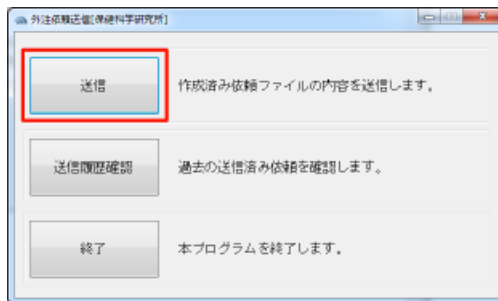 外注依頼送信[保健科学研究所]
送信
作成済み依頼ファイルの内容を送信します。
送信履歴確認
過去の送信済み依頼を確認します。
終了
本プログラムを終了します。